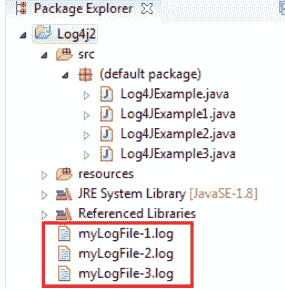 Package Explorer
Log4j2
src
(default package)
Log4JExample.java
Log4JExample1.java
Log4JExample2.java
Log4JExample3.java
resources
JRE System Library [JavaSE-1.8]
Referenced Libraries
myLogFile-1.log
myLogFile-2.log
myLogFile-3.log